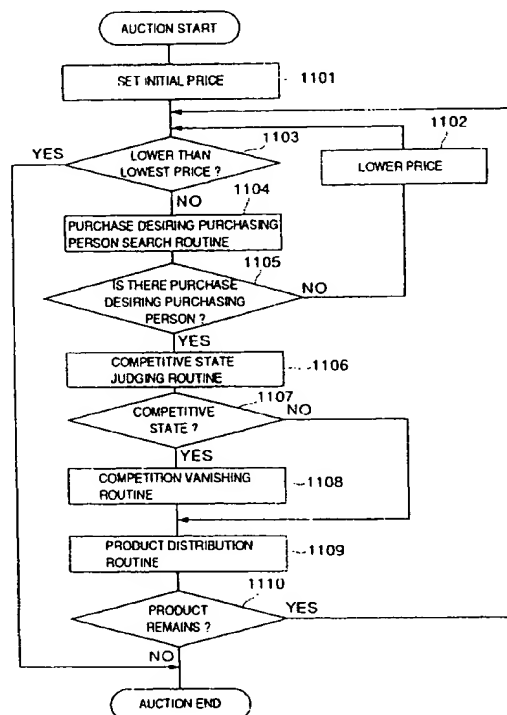 AUCTION START
SET INITIAL PRICE
1101
1102
LOWER PRICE
1103
YES
LOWER THAN
LOWEST PRICE ?
NO
1104
PURCHASE DESIRING PURCHASING
PERSON SEARCH ROUTINE
1105
IS THERE PURCHASE
DESIRING PURCHASING
PERSON ?
NO
YES
COMPETITIVE STATE
JUDGING ROUTINE
1106
1107
COMPETITIVE
STATE ?
NO
YES
COMPETITION VANISHING
ROUTINE
1108
PRODUCT DISTRIBUTION
ROUTINE
1109
1110
PRODUCT
REMAINS ?
YES
NO
AUCTION END